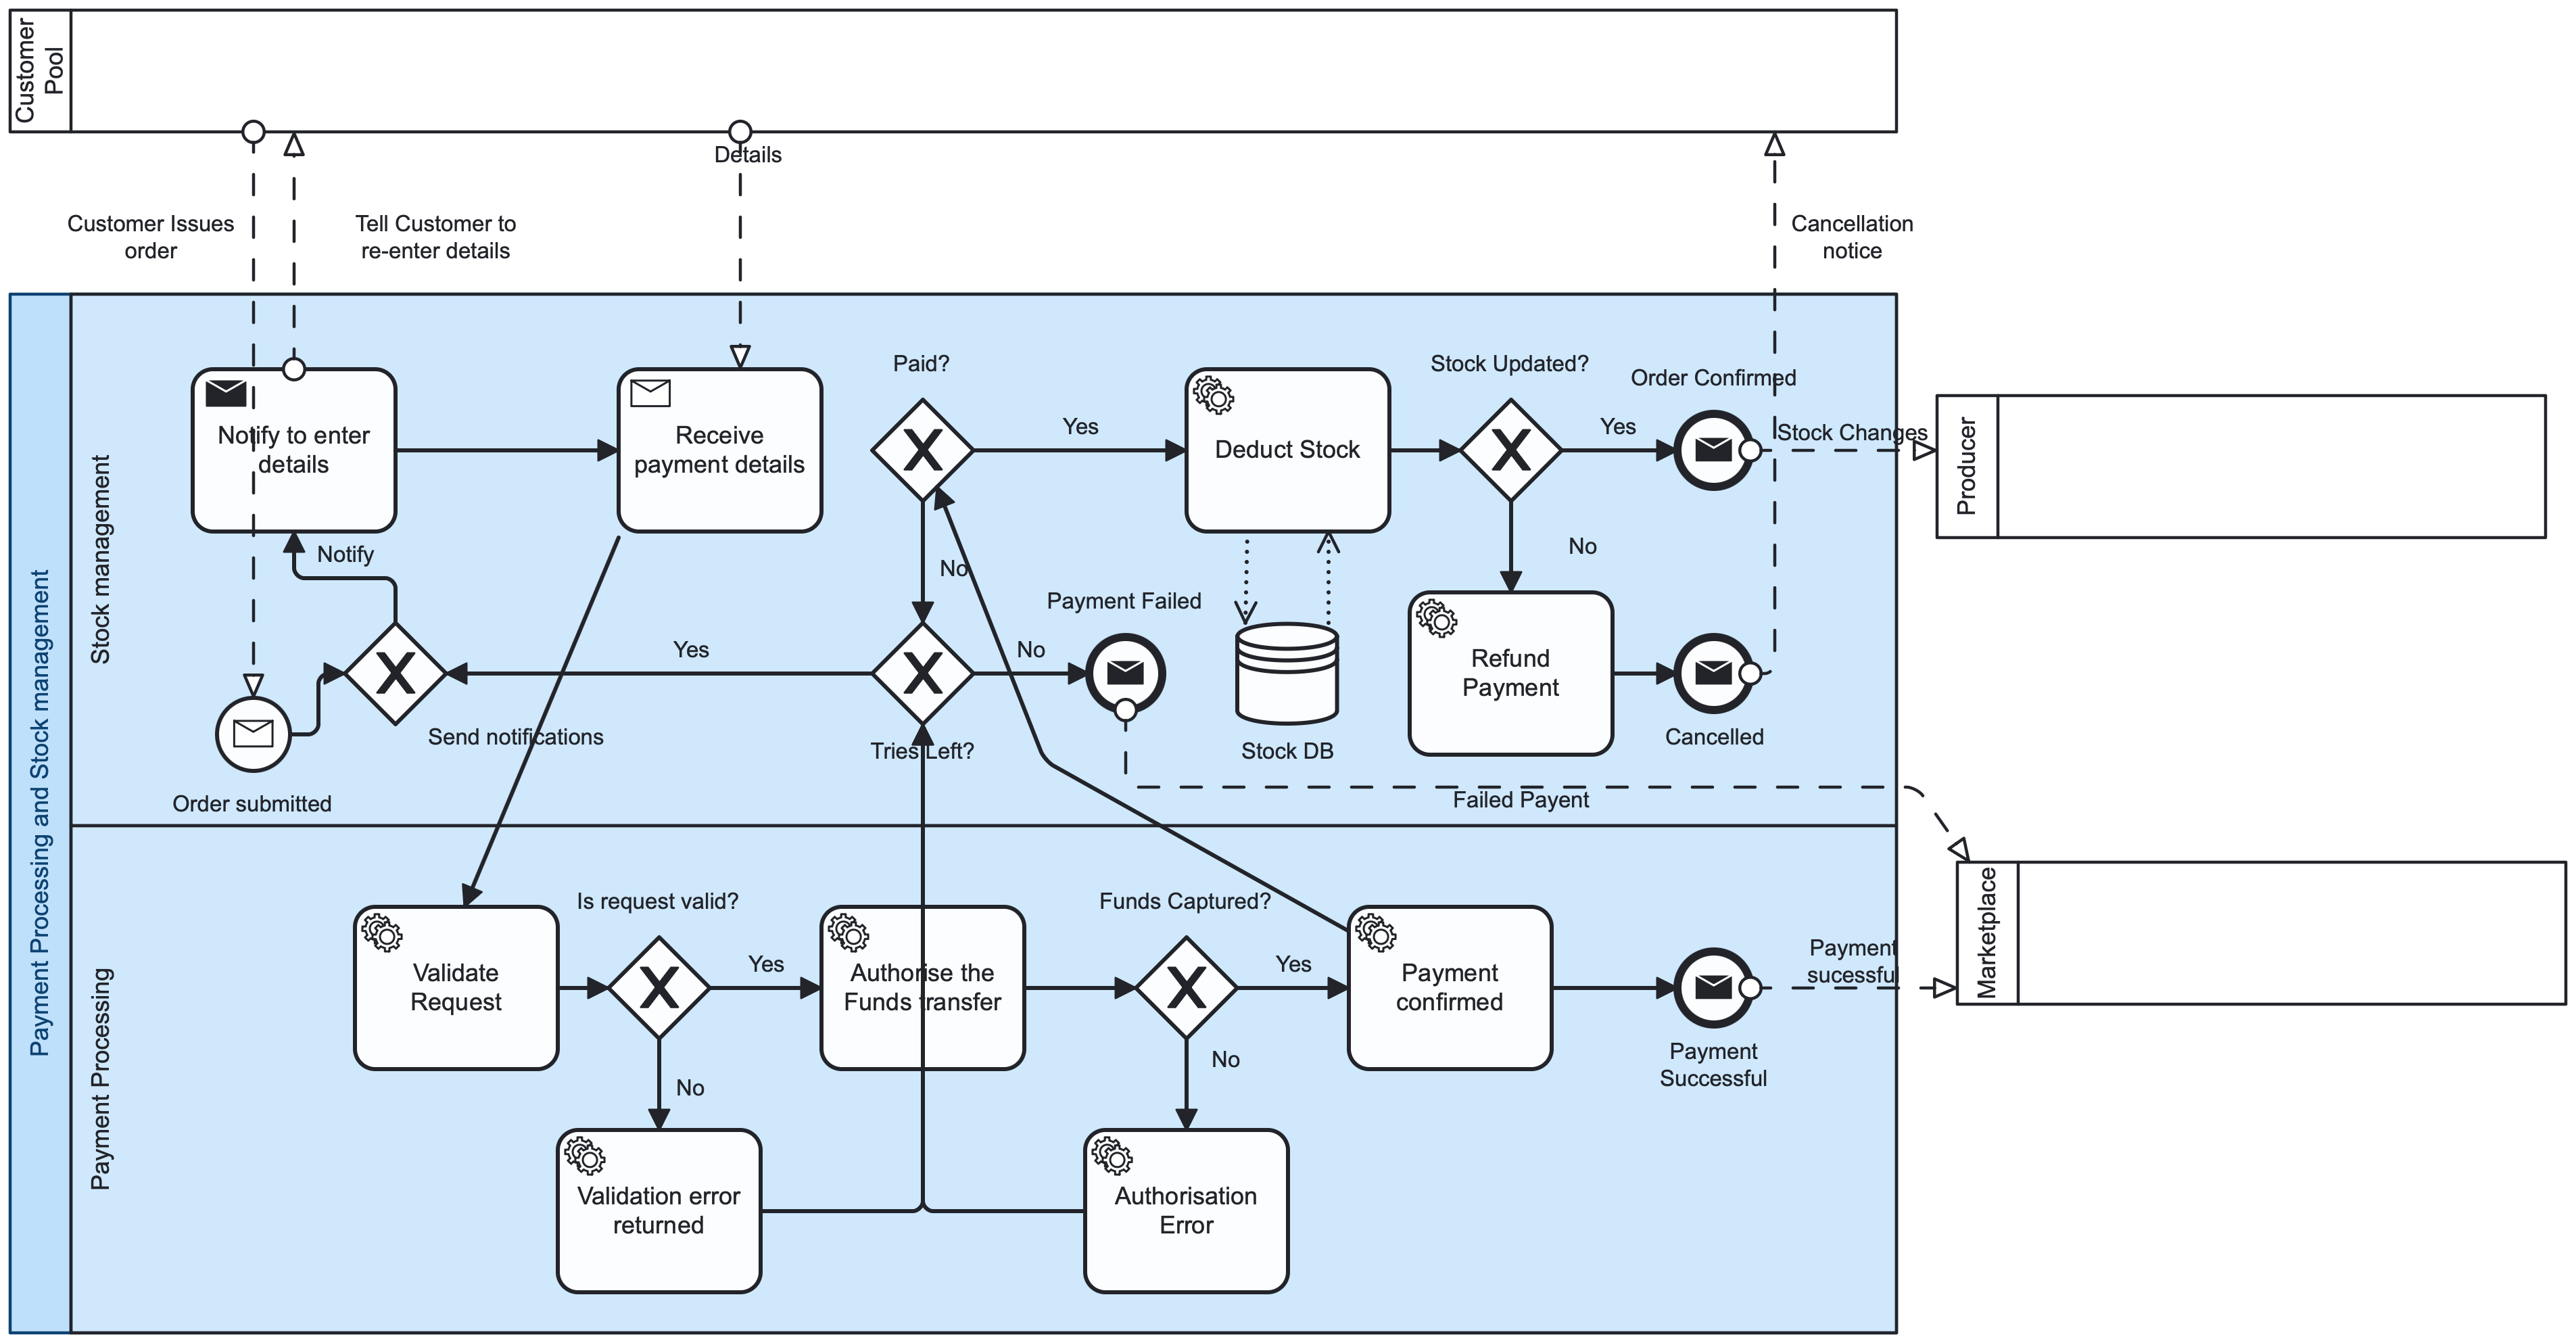 Customer
Pool
Details
Customer Issues
order
Tell Customer to
re-enter details
Cancellation
notice
Payment Processing and Stock management
Stock management
Notify to enter
details
Receive
payment details
Paid?
Yes
Deduct Stock
Stock Updated?
Yes
Order Confirmed
Stock Changes
Producer
Notify
No
No
Payment Failed
Yes
No
Refund
Payment
Send notifications
Tries Left?
Stock DB
Cancelled
Order submitted
Failed Payent
Payment Processing
Is request valid?
Funds Captured?
Validate
Request
Yes
Authorise the
Funds transfer
Yes
Payment
confirmed
Payment
sucessful
Marketplace
Payment
Successful
No
No
Validation error
returned
Authorisation
Error